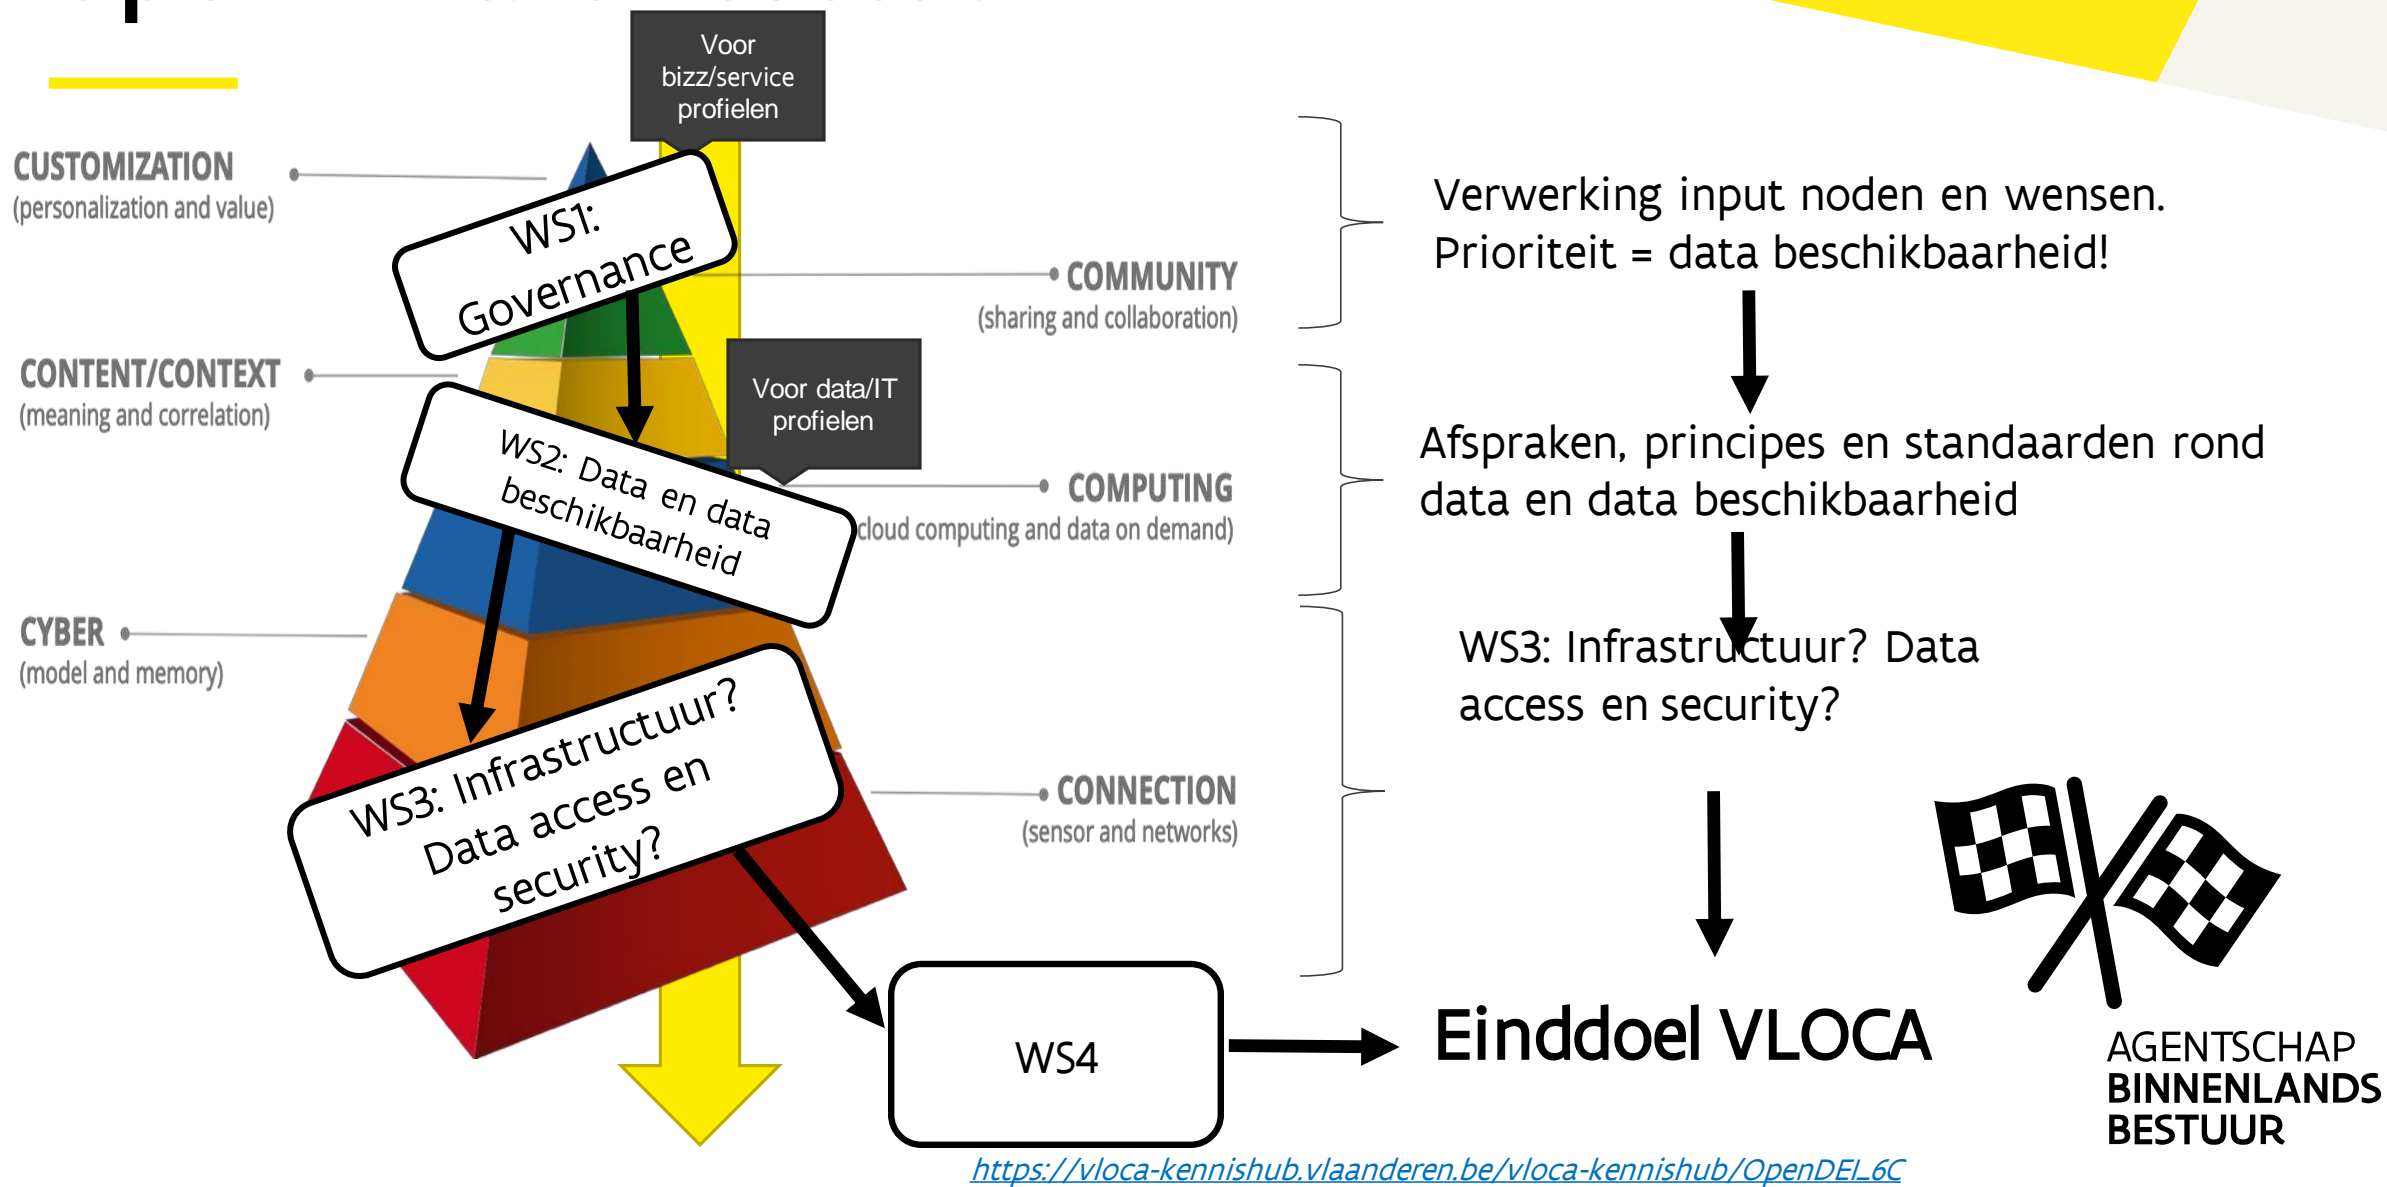 Voor
bizz/service
profielen
CUSTOMIZATION
(personalization and value)
WS1:
Governance
COMMUNITY
(sharing and collaboration)
Verwerking input noden en wensen.
Prioriteit = data beschikbaarheid!
CONTENT/CONTEXT
(meaning and correlation)
Voor data/IT
profielen
WS2: Data en data
beschikbaarheid
COMPUTING
cloud computing and data on demand)
Afspraken, principes en standaarden rond
data en data beschikbaarheid
CYBER
(model and memory)
WS3: Infrastructuur?
Data access en
security?
WS3: Infrastructuur? Data
access en security?
CONNECTION
(sensor and networks)
WS4
Einddoel VLOCA
AGENTSCHAP
BINNENLANDS
BESTUUR
https://vloca-kennishub.vlaanderen.be/vloca-kennishub/OpenDEI_6C